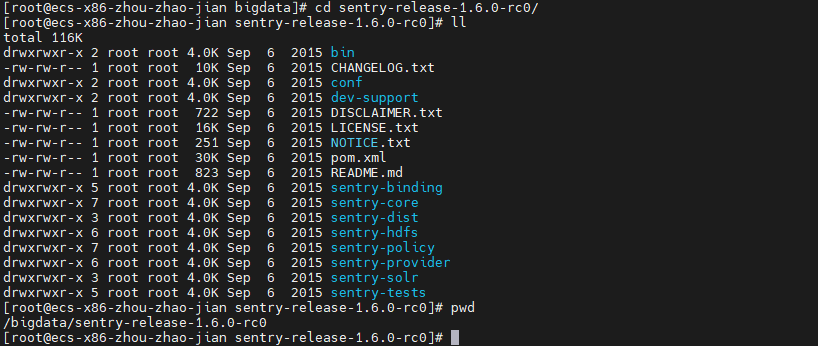 [root@ecs-x86-zhou-zhao-jian bigdata]# cd sentry-release-1.6.0-rc0/
[root@ecs-x86-zhou-zhao-jian sentry-release-1.6.0-rc0]# ll
total 116K
drwxrwxr-x 2 root root 4.0K Sep  6  2015 bin
-rw-rw-r-- 1 root root  10K Sep  6  2015 CHANGELOG.txt
drwxrwxr-x 2 root root 4.0K Sep  6  2015 conf
drwxrwxr-x 2 root root 4.0K Sep  6  2015 dev-support
-rw-rw-r-- 1 root root  722 Sep  6  2015 DISCLAIMER.txt
-rw-rw-r-- 1 root root  16K Sep  6  2015 LICENSE.txt
-rw-rw-r-- 1 root root  251 Sep  6  2015 NOTICE.txt
-rw-rw-r-- 1 root root  30K Sep  6  2015 pom.xml
-rw-rw-r-- 1 root root  823 Sep  6  2015 README.md
drwxrwxr-x 5 root root 4.0K Sep  6  2015 sentry-binding
drwxrwxr-x 7 root root 4.0K Sep  6  2015 sentry-core
drwxrwxr-x 3 root root 4.0K Sep  6  2015 sentry-dist
drwxrwxr-x 6 root root 4.0K Sep  6  2015 sentry-hdfs
drwxrwxr-x 7 root root 4.0K Sep  6  2015 sentry-policy
drwxrwxr-x 6 root root 4.0K Sep  6  2015 sentry-provider
drwxrwxr-x 3 root root 4.0K Sep  6  2015 sentry-solr
drwxrwxr-x 5 root root 4.0K Sep  6  2015 sentry-tests
[root@ecs-x86-zhou-zhao-jian sentry-release-1.6.0-rc0]# pwd
/bigdata/sentry-release-1.6.0-rc0
[root@ecs-x86-zhou-zhao-jian sentry-release-1.6.0-rc0]#